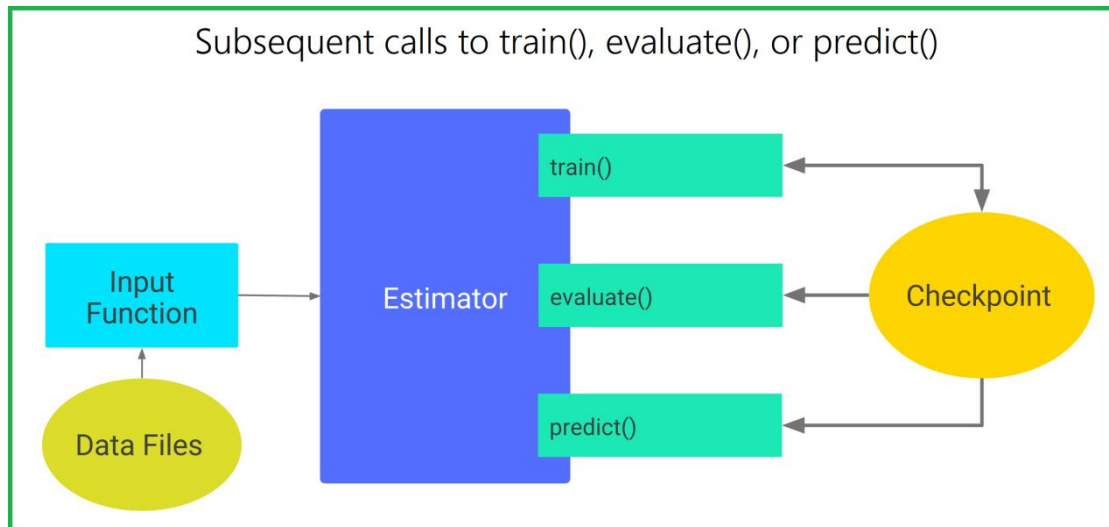 Subsequent calls to train(), evaluate(), or predict()
train()
Input
Function
Estimator
evaluate()
Checkpoint
Data Files
predict()